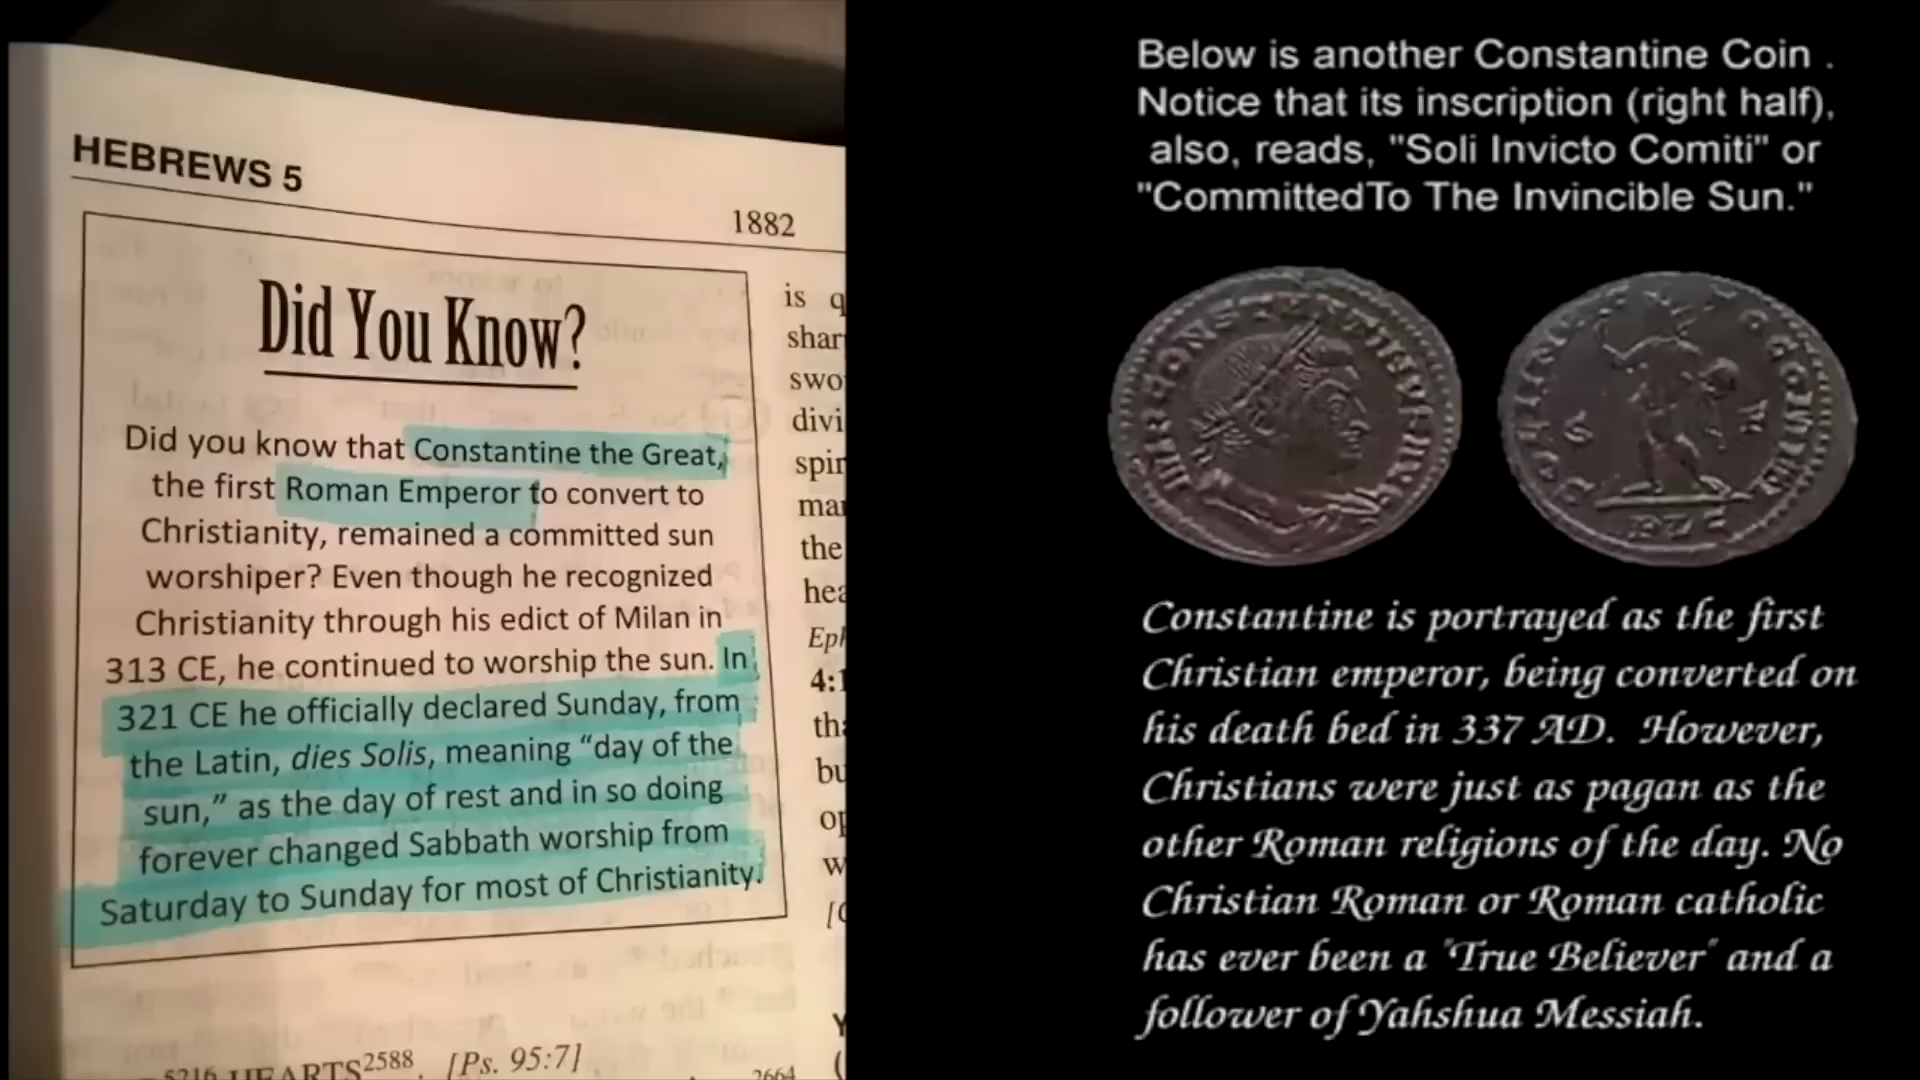 HEBREWS 5
1882
Did You Know?
Did you know that Constantine the Great,
the first Roman Emperor to convert to
Christianity, remained a committed sun
worshiper? Even though he recognized
Christianity through his edict of Milan in
313 CE, he continued to worship the sun. In
321 CE he officially declared Sunday, from
the Latin, dies Solis, meaning “day of the
sun,” as the day of rest and in so doing
forever changed Sabbath worship from
Saturday to Sunday for most of Christianity.
is q
shar
swo
divi
spir
mar
the
hea
Eph
4:1
tha
bu
op
w
[Ps. 95:7]
5216 HEARTS2588
2664
Below is another Constantine Coin .
Notice that its inscription (right half),
also, reads, "Soli Invicto Comiti" or
"CommittedTo The Invincible Sun."
Constantine is portrayed as the first
Christian emperor, being converted on
his death bed in 337 AD. However,
Christians were just as pagan as the
other Roman religions of the day. No
Christian Roman or Roman catholic
has ever been a "True Believer" and a
follower of Yahshua Messiah.